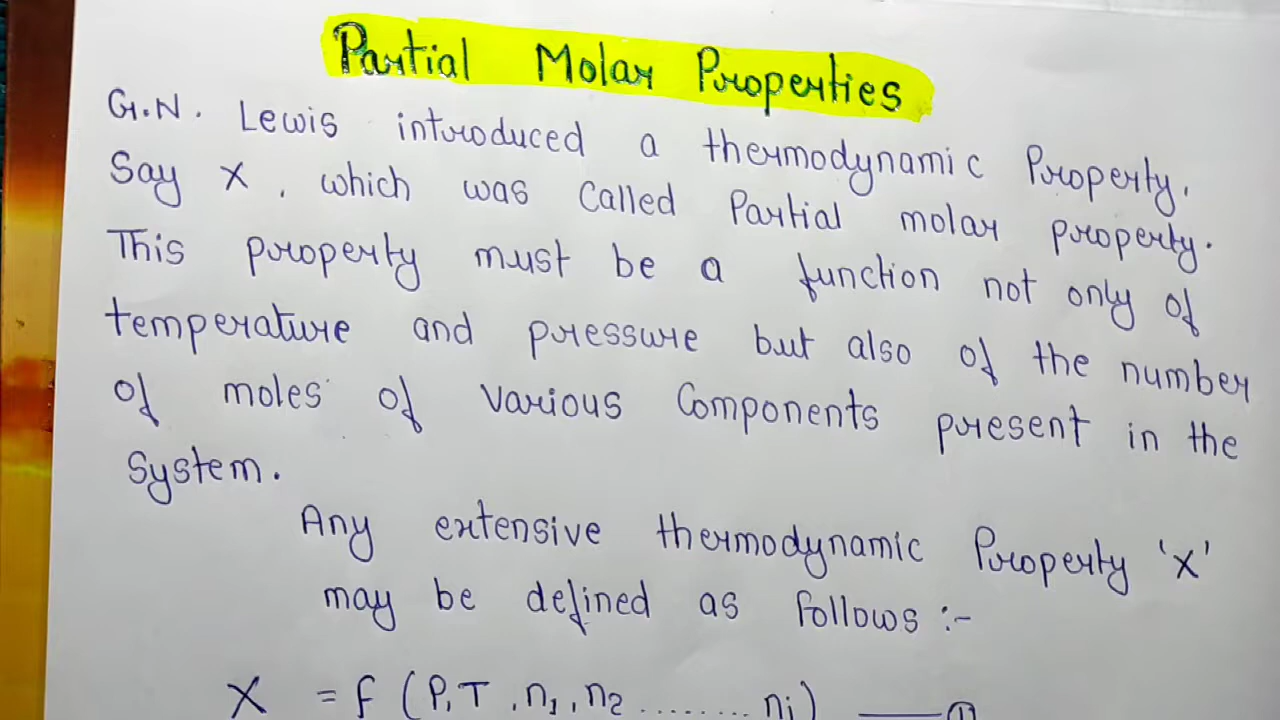 Partial Molar Properties
G.N. Lewis introduced a thermodynamic Property.
Say X, which was Called Partial molar property.
This property must be a function not only of
temperature and pressure but also of the number
of moles of various Components present in the
System.
Any extensive thermodynamic Property 'X'
may be defined as follows :-
X = f (P, T, n₁, n₂ ........ ni) —— ①